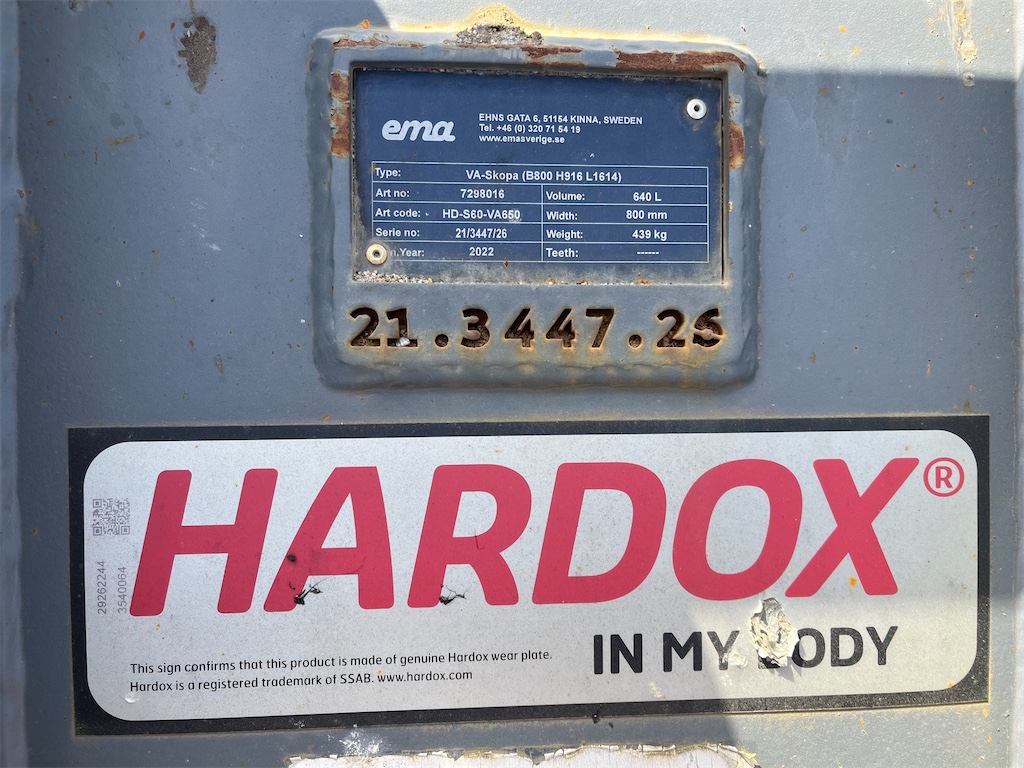 ema
EHNS GATA 6, 51154 KINNA, SWEDEN
Tel. +46 (0) 320 71 54 19
www.emasverige.se
Type: VA-Skopa (B800 H916 L1614)
Art no: 7298016 Volume: 640 L
Art code: HD-S60-VA650 Width: 800 mm
Serie no: 21/3447/26 Weight: 439 kg
Year: 2022 Teeth: ------
21.3447.26
HARDOX®
29262244
3540064
IN MY BODY
This sign confirms that this product is made of genuine Hardox wear plate.
Hardox is a registered trademark of SSAB. www.hardox.com